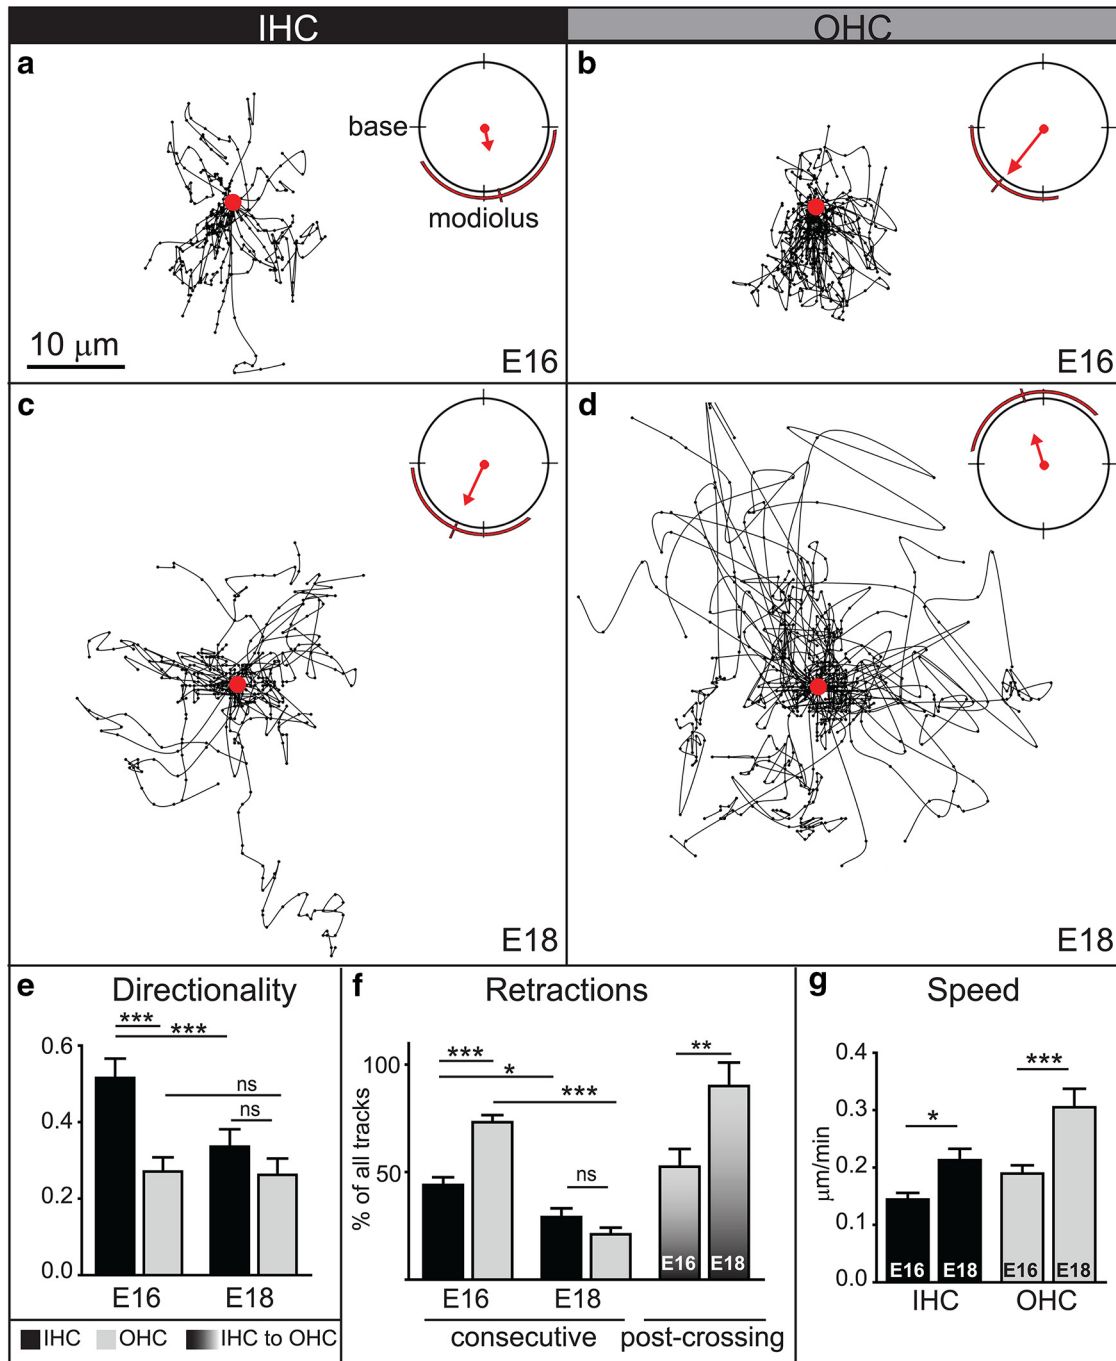 IHC
OHC
a
base
modiolus
10 μm
E16
b
E16
c
E18
d
E18
e
Directionality
***
***
ns
ns
0.6
0.4
0.2
0.0
E16
E18
IHC
OHC
IHC to OHC
f
Retractions
% of all tracks
100
50
***
*
***
ns
**
E16
E18
E16
E18
consecutive
post-crossing
g
Speed
μm/min
0.4
0.3
0.2
0.1
0.0
*
***
E16
E18
E16
E18
IHC
OHC